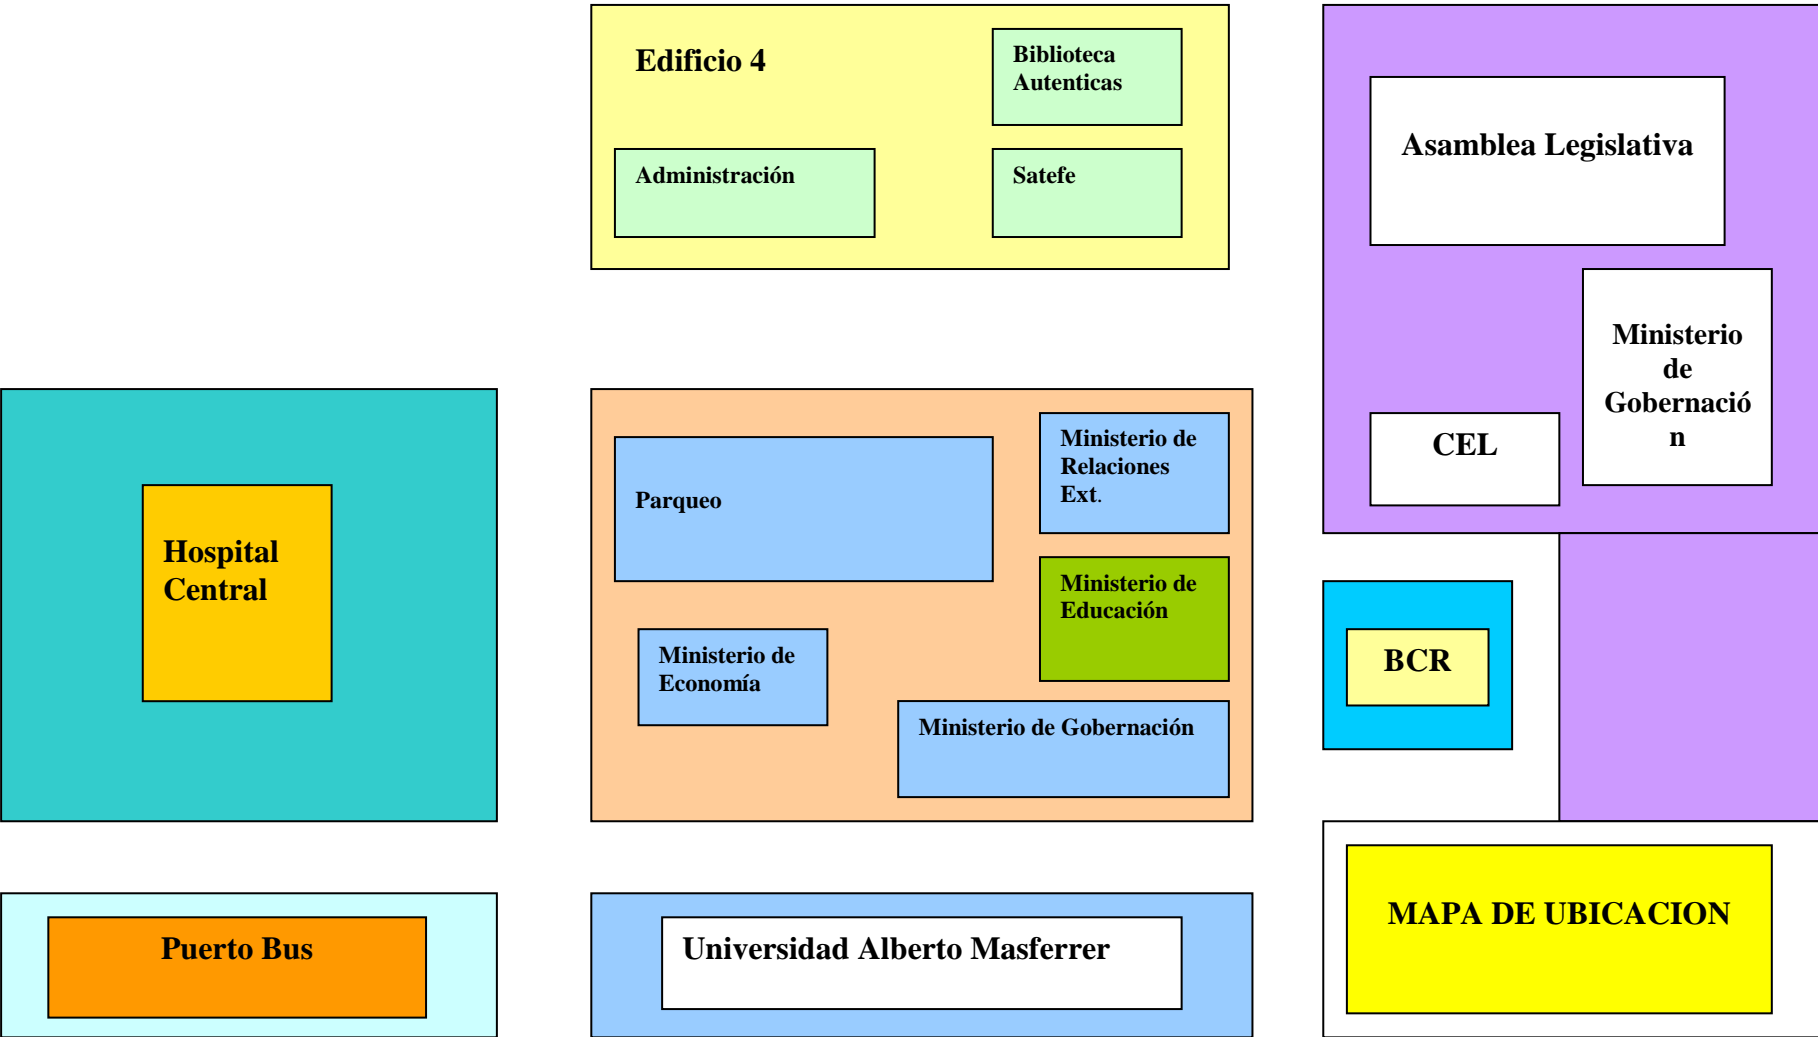 Edificio 4
Biblioteca
Autenticas
Administración
Satefe
Asamblea Legislativa
Ministerio
de
Gobernació
n
CEL
Hospital
Central
Parqueo
Ministerio de
Relaciones
Ext.
Ministerio de
Educación
Ministerio de
Economía
Ministerio de Gobernación
BCR
Puerto Bus
Universidad Alberto Masferrer
MAPA DE UBICACION